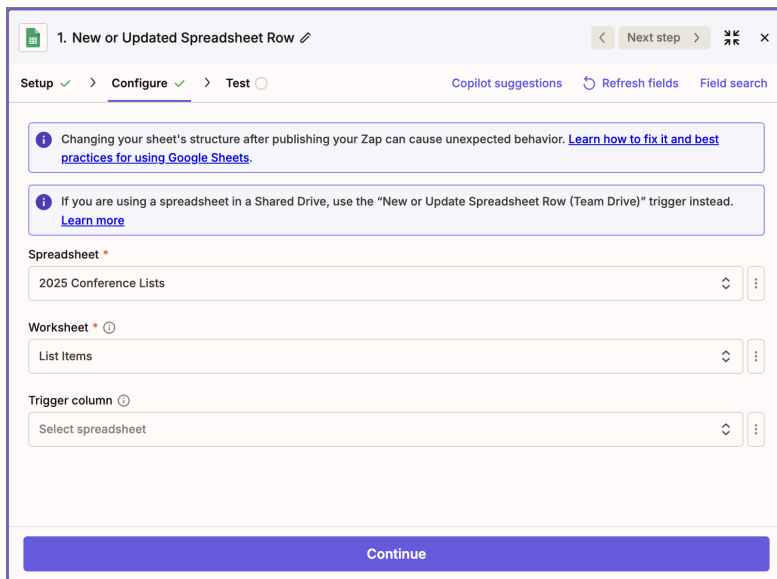 1. New or Updated Spreadsheet Row
Next step
Setup
Configure
Test
Copilot suggestions
Refresh fields
Field search
Changing your sheet's structure after publishing your Zap can cause unexpected behavior. Learn how to fix it and best
practices for using Google Sheets.
If you are using a spreadsheet in a Shared Drive, use the “New or Update Spreadsheet Row (Team Drive)” trigger instead.
Learn more
Spreadsheet *
2025 Conference Lists
Worksheet *
List Items
Trigger column
Select spreadsheet
Continue